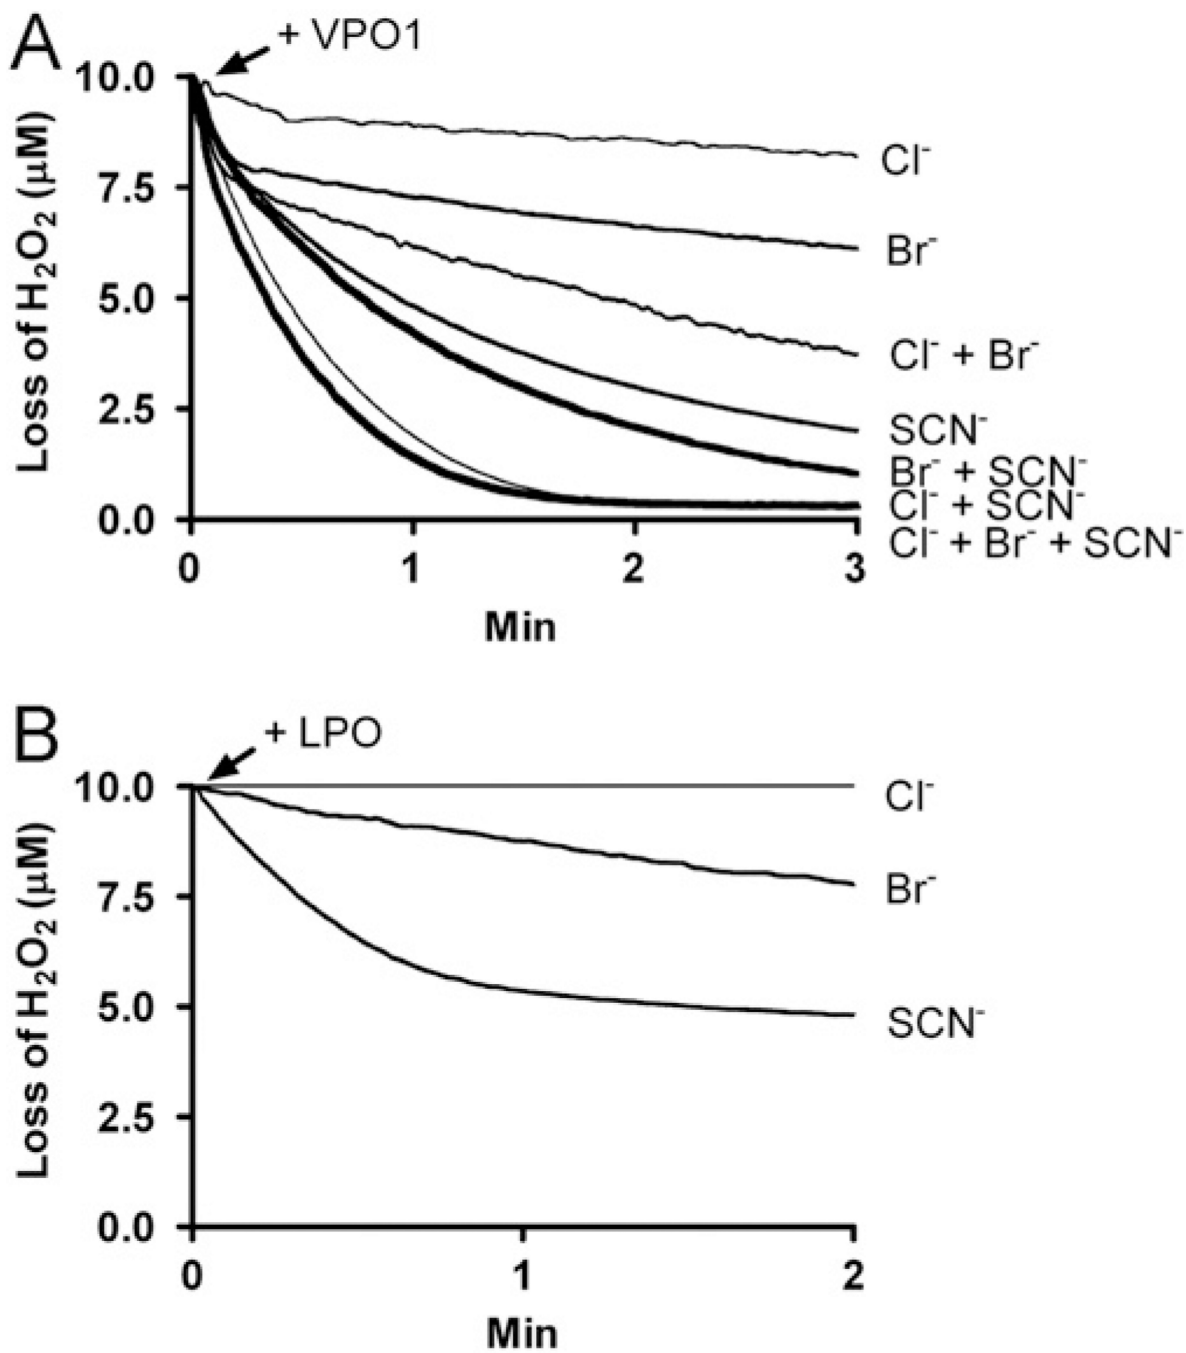 A
+ VPO1
Loss of H₂O₂ (μM)
10.0
7.5
5.0
2.5
0.0
0 1 2 3
Min
Cl⁻
Br⁻
Cl⁻ + Br⁻
SCN⁻
Br⁻ + SCN⁻
Cl⁻ + SCN⁻
Cl⁻ + Br⁻ + SCN⁻
B
+ LPO
Loss of H₂O₂ (μM)
10.0
7.5
5.0
2.5
0.0
0 1 2
Min
Cl⁻
Br⁻
SCN⁻